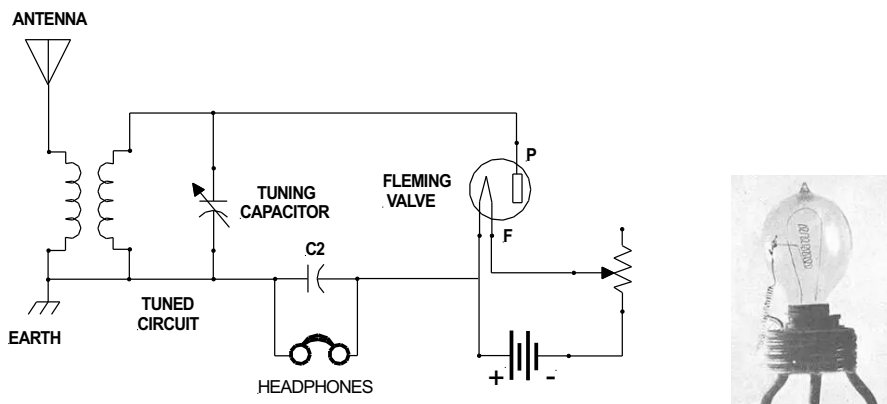 ANTENNA
P
FLEMING
VALVE
TUNING
CAPACITOR
F
C2
EARTH
TUNED
CIRCUIT
HEADPHONES
+
-